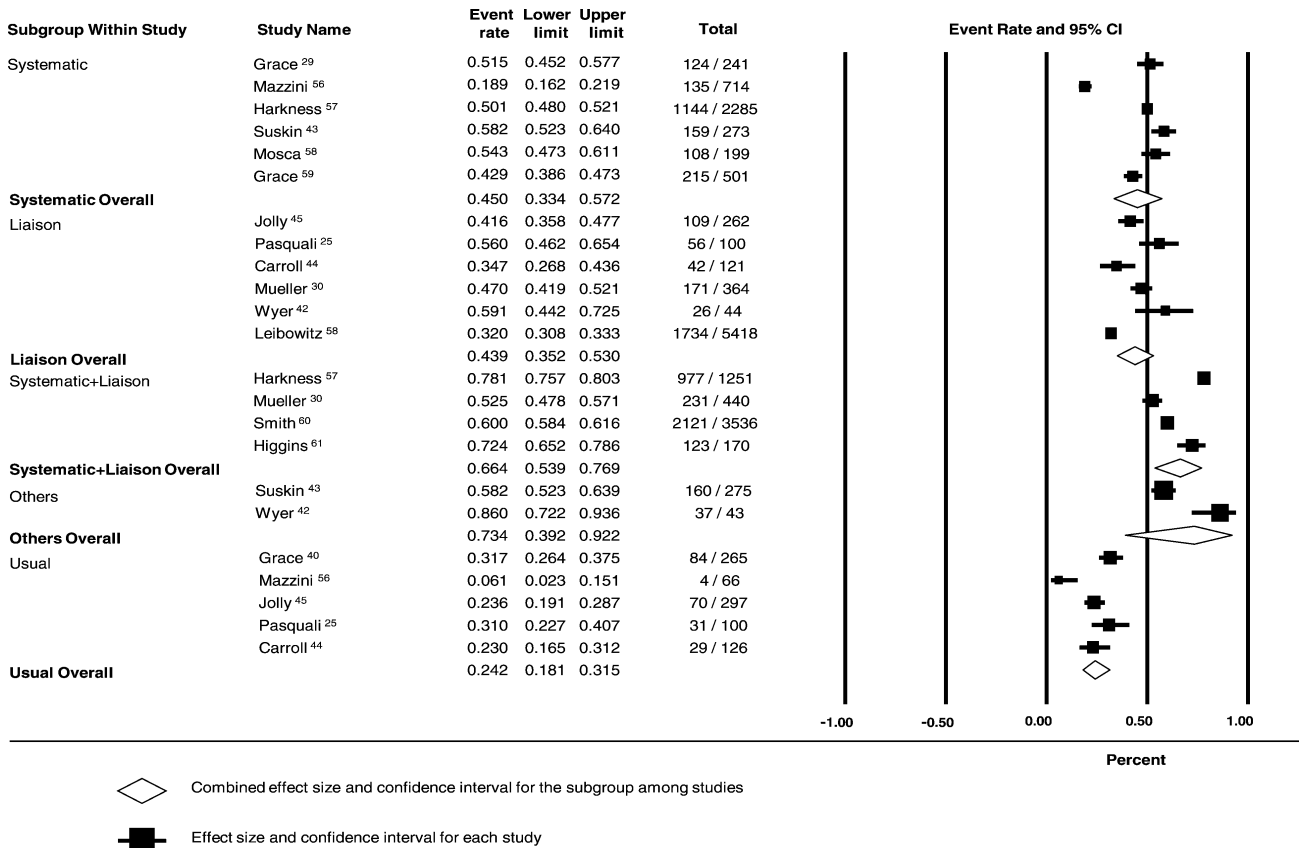 Subgroup Within Study Study Name Event rate Lower limit Upper limit Total Event Rate and 95% CI
Systematic Grace 29 0.515 0.452 0.577 124 / 241
Mazzini 56 0.189 0.162 0.219 135 / 714
Harkness 57 0.501 0.480 0.521 1144 / 2285
Suskin 43 0.582 0.523 0.640 159 / 273
Mosca 58 0.543 0.473 0.611 108 / 199
Grace 59 0.429 0.386 0.473 215 / 501
Systematic Overall 0.450 0.334 0.572
Liaison Jolly 45 0.416 0.358 0.477 109 / 262
Pasquali 25 0.560 0.462 0.654 56 / 100
Carroll 44 0.347 0.268 0.436 42 / 121
Mueller 30 0.470 0.419 0.521 171 / 364
Wyer 42 0.591 0.442 0.725 26 / 44
Leibowitz 58 0.320 0.308 0.333 1734 / 5418
Liaison Overall 0.439 0.352 0.530
Systematic+Liaison Harkness 57 0.781 0.757 0.803 977 / 1251
Mueller 30 0.525 0.478 0.571 231 / 440
Smith 60 0.600 0.584 0.616 2121 / 3536
Higgins 61 0.724 0.652 0.786 123 / 170
Systematic+Liaison Overall 0.664 0.539 0.769
Others Suskin 43 0.582 0.523 0.639 160 / 275
Wyer 42 0.860 0.722 0.936 37 / 43
Others Overall 0.734 0.392 0.922
Usual Grace 40 0.317 0.264 0.375 84 / 265
Mazzini 56 0.061 0.023 0.151 4 / 66
Jolly 45 0.236 0.191 0.287 70 / 297
Pasquali 25 0.310 0.227 0.407 31 / 100
Carroll 44 0.230 0.165 0.312 29 / 126
Usual Overall 0.242 0.181 0.315
-1.00 -0.50 0.00 0.50 1.00
Percent
Combined effect size and confidence interval for the subgroup among studies
Effect size and confidence interval for each study